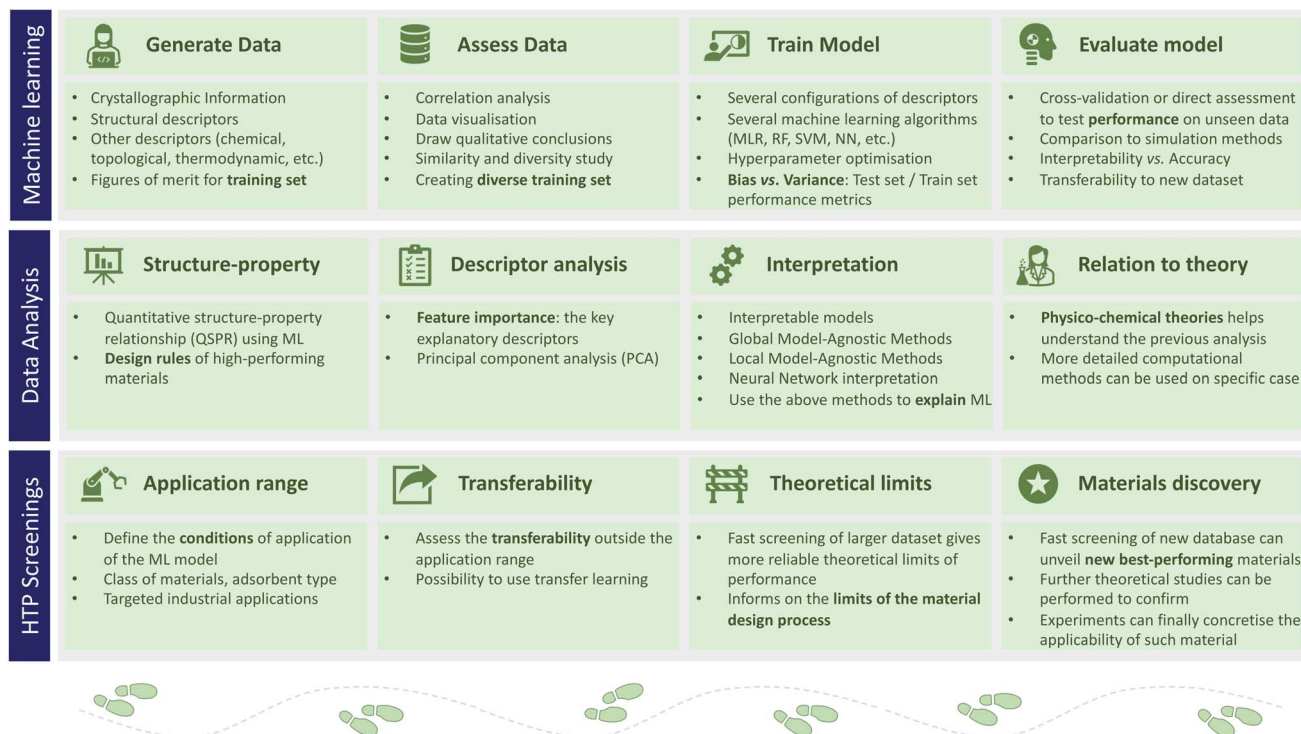 Machine learning
Generate Data
• Crystallographic Information
• Structural descriptors
• Other descriptors (chemical,
topological, thermodynamic, etc.)
• Figures of merit for training set
Assess Data
• Correlation analysis
• Data visualisation
• Draw qualitative conclusions
• Similarity and diversity study
• Creating diverse training set
Train Model
• Several configurations of descriptors
• Several machine learning algorithms
(MLR, RF, SVM, NN, etc.)
• Hyperparameter optimisation
• Bias vs. Variance: Test set / Train set
performance metrics
Evaluate model
• Cross-validation or direct assessment
to test performance on unseen data
• Comparison to simulation methods
• Interpretability vs. Accuracy
• Transferability to new dataset
Data Analysis
Structure-property
• Quantitative structure-property
relationship (QSPR) using ML
• Design rules of high-performing
materials
Descriptor analysis
• Feature importance: the key
explanatory descriptors
• Principal component analysis (PCA)
Interpretation
• Interpretable models
• Global Model-Agnostic Methods
• Local Model-Agnostic Methods
• Neural Network interpretation
• Use the above methods to explain ML
Relation to theory
• Physico-chemical theories helps
understand the previous analysis
• More detailed computational
methods can be used on specific case
HTP Screenings
Application range
• Define the conditions of application
of the ML model
• Class of materials, adsorbent type
• Targeted industrial applications
Transferability
• Assess the transferability outside the
application range
• Possibility to use transfer learning
Theoretical limits
• Fast screening of larger dataset gives
more reliable theoretical limits of
performance
• Informs on the limits of the material
design process
Materials discovery
• Fast screening of new database can
unveil new best-performing materials
• Further theoretical studies can be
performed to confirm
• Experiments can finally concretise the
applicability of such material